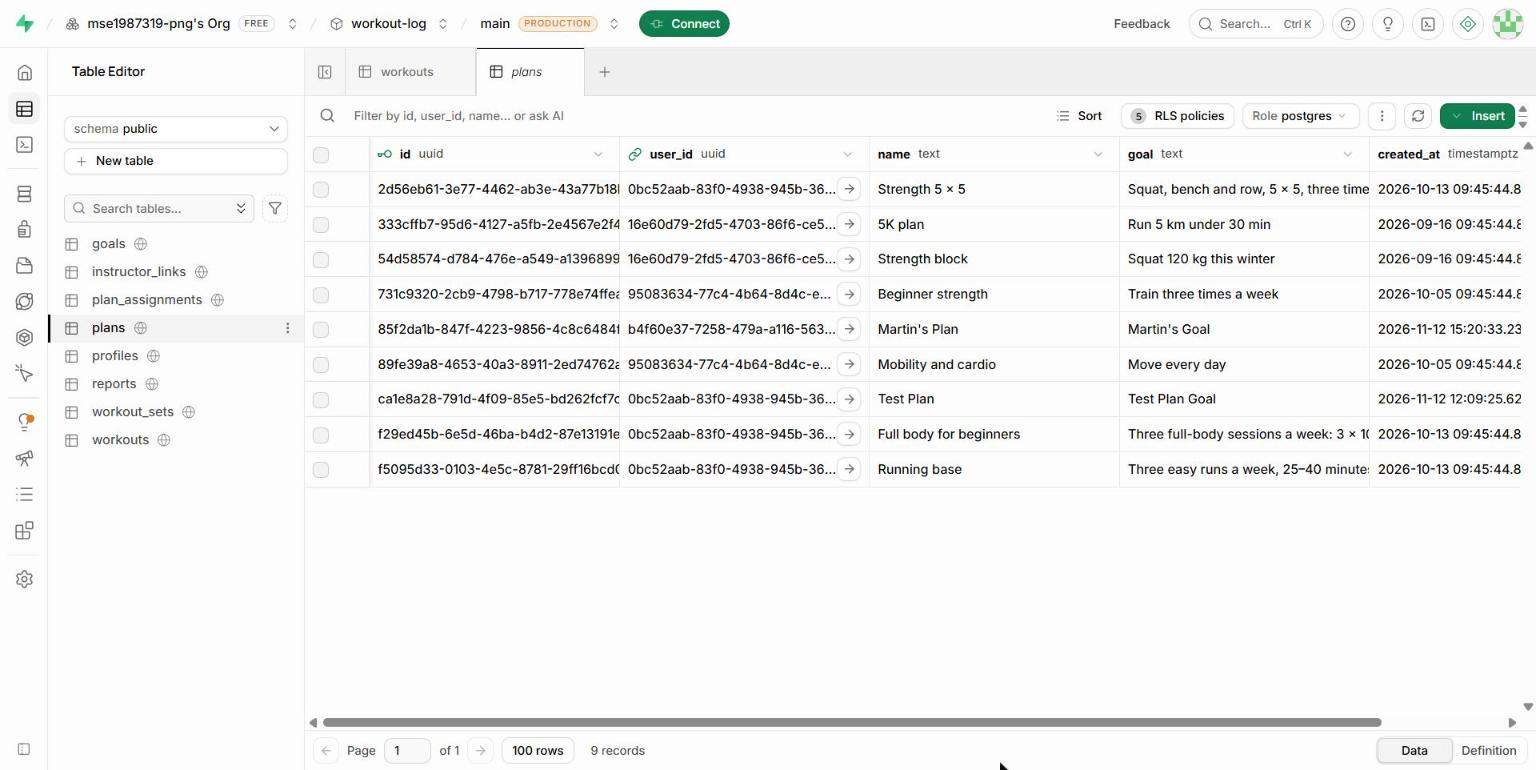 mse1987319-png's Org FREE / workout-log / main PRODUCTION Connect Feedback Search... Ctrl K
Table Editor
workouts plans
schema public
New table
Search tables...
goals
instructor_links
plan_assignments
plans
profiles
reports
workout_sets
workouts
Filter by id, user_id, name... or ask AI Sort 5 RLS policies Role postgres Insert
id uuid user_id uuid name text goal text created_at timestamptz
2d56eb61-3e77-4462-ab3e-43a77b18 0bc52aab-83f0-4938-945b-36... Strength 5 × 5 Squat, bench and row, 5 × 5, three time 2026-10-13 09:45:44.8
333cffb7-95d6-4127-a5fb-2e4567e2f4 16e60d79-2fd5-4703-86f6-ce5... 5K plan Run 5 km under 30 min 2026-09-16 09:45:44.8
54d58574-d784-476e-a549-a1396899 16e60d79-2fd5-4703-86f6-ce5... Strength block Squat 120 kg this winter 2026-09-16 09:45:44.8
731c9320-2cb9-4798-b717-778e74ffea 95083634-77c4-4b64-8d4c-e... Beginner strength Train three times a week 2026-10-05 09:45:44.8
85f2da1b-847f-4223-9856-4c8c6484f b4f60e37-7258-479a-a116-563... Martin's Plan Martin's Goal 2026-11-12 15:20:33.23
89fe39a8-4653-40a3-8911-2ed74762a 95083634-77c4-4b64-8d4c-e... Mobility and cardio Move every day 2026-10-05 09:45:44.8
ca1e8a28-791d-4f09-85e5-bd262fcf7c 0bc52aab-83f0-4938-945b-36... Test Plan Test Plan Goal 2026-11-12 12:09:25.62
f29ed45b-6e5d-46ba-b4d2-87e13191e 0bc52aab-83f0-4938-945b-36... Full body for beginners Three full-body sessions a week: 3 × 10 2026-10-13 09:45:44.8
f5095d33-0103-4e5c-8781-29ff16bcd0 0bc52aab-83f0-4938-945b-36... Running base Three easy runs a week, 25–40 minutes 2026-10-13 09:45:44.8
Page 1 of 1 100 rows 9 records Data Definition